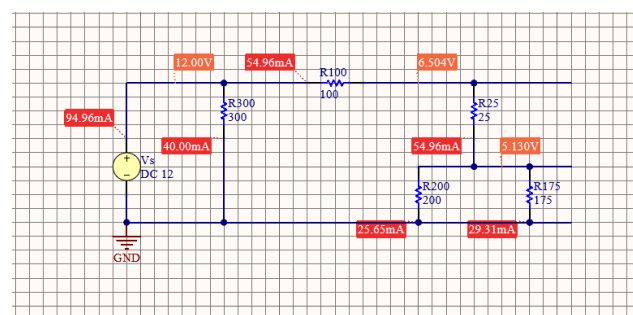 12.00V
54.96mA
6.504V
R100
100
R300
300
R25
25
94.96mA
40.00mA
54.96mA
5.130V
Vs
DC 12
R200
200
R175
175
25.65mA
29.31mA
GND